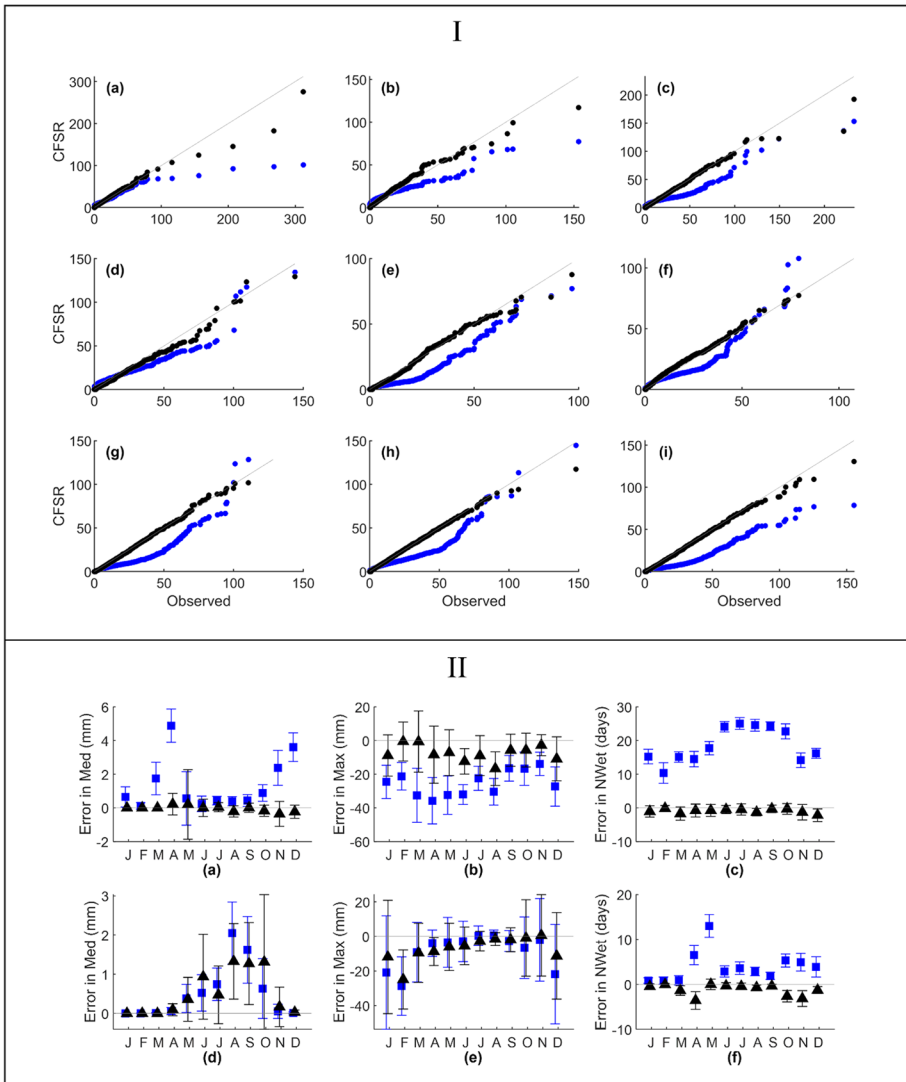 I
(a) (b) (c)
CFSR
300
200
100
0
0 100 200 300
150
100
50
0
0 50 100 150
200
150
100
50
0
0 50 100 150 200
(d) (e) (f)
CFSR
150
100
50
0
0 50 100 150
100
50
0
0 50 100
100
50
0
0 50 100
(g) (h) (i)
CFSR
150
100
50
0
0 50 100 150
Observed
150
100
50
0
0 50 100 150
Observed
150
100
50
0
0 50 100 150
Observed
II
Error in Med (mm)
6
4
2
0
-2
J F M A M J J A S O N D
(a)
Error in Max (mm)
20
0
-20
-40
-60
J F M A M J J A S O N D
(b)
Error in NWet (days)
30
20
10
0
-10
J F M A M J J A S O N D
(c)
Error in Med (mm)
3
2
1
0
J F M A M J J A S O N D
(d)
Error in Max (mm)
20
0
-20
-40
J F M A M J J A S O N D
(e)
Error in NWet (days)
20
10
0
-10
J F M A M J J A S O N D
(f)